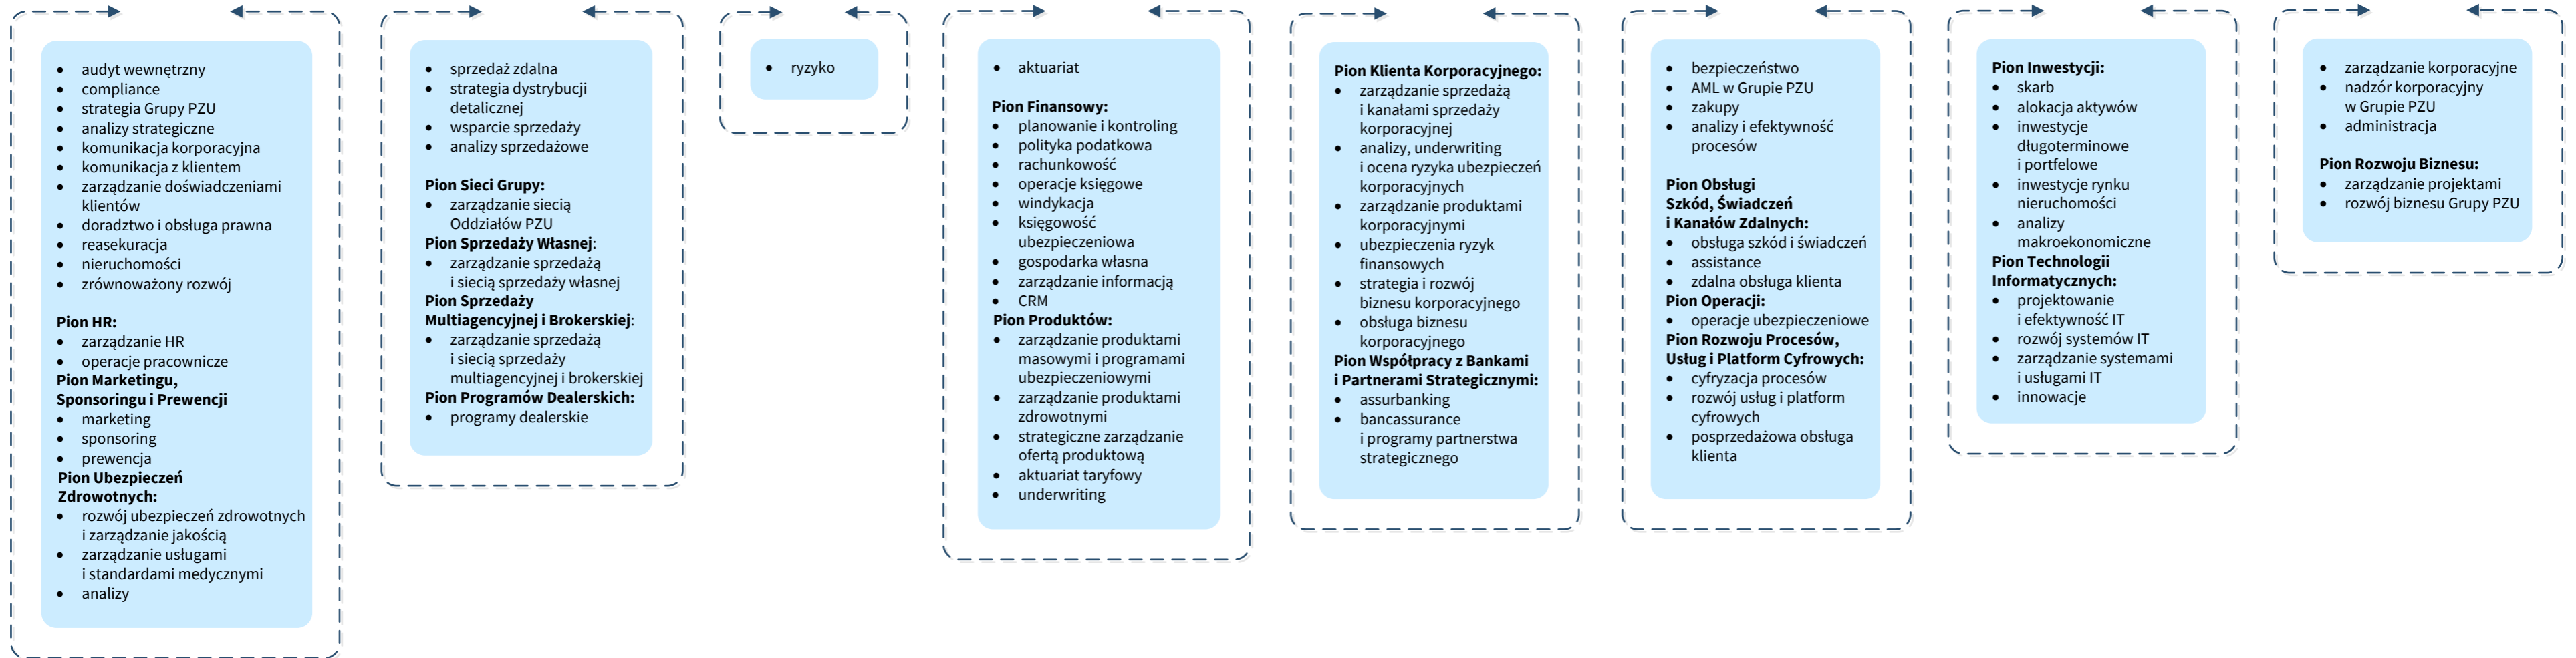 • audyt wewnętrzny
• compliance
• strategia Grupy PZU
• analizy strategiczne
• komunikacja korporacyjna
• komunikacja z klientem
• zarządzanie doświadczeniami
klientów
• doradztwo i obsługa prawna
• reasekuracja
• nieruchomości
• zrównoważony rozwój
Pion HR:
• zarządzanie HR
• operacje pracownicze
Pion Marketingu,
Sponsoringu i Prewencji
• marketing
• sponsoring
• prewencja
Pion Ubezpieczeń
Zdrowotnych:
• rozwój ubezpieczeń zdrowotnych
i zarządzanie jakością
• zarządzanie usługami
i standardami medycznymi
• analizy
• sprzedaż zdalna
• strategia dystrybucji
detalicznej
• wsparcie sprzedaży
• analizy sprzedażowe
Pion Sieci Grupy:
• zarządzanie siecią
Oddziałów PZU
Pion Sprzedaży Własnej:
• zarządzanie sprzedażą
i siecią sprzedaży własnej
Pion Sprzedaży
Multiagencyjnej i Brokerskiej:
• zarządzanie sprzedażą
i siecią sprzedaży
multiagencyjnej i brokerskiej
Pion Programów Dealerskich:
• programy dealerskie
• ryzyko
• aktuariat
Pion Finansowy:
• planowanie i kontroling
• polityka podatkowa
• rachunkowość
• operacje księgowe
• windykacja
• księgowość
ubezpieczeniowa
• gospodarka własna
• zarządzanie informacją
• CRM
Pion Produktów:
• zarządzanie produktami
masowymi i programami
ubezpieczeniowymi
• zarządzanie produktami
zdrowotnymi
• strategiczne zarządzanie
ofertą produktową
• aktuariat taryfowy
• underwriting
Pion Klienta Korporacyjnego:
• zarządzanie sprzedażą
i kanałami sprzedaży
korporacyjnej
• analizy, underwriting
i ocena ryzyka ubezpieczeń
korporacyjnych
• zarządzanie produktami
korporacyjnymi
• ubezpieczenia ryzyk
finansowych
• strategia i rozwój
biznesu korporacyjnego
• obsługa biznesu
korporacyjnego
Pion Współpracy z Bankami
i Partnerami Strategicznymi:
• assurbanking
• bancassurance
i programy partnerstwa
strategicznego
• bezpieczeństwo
• AML w Grupie PZU
• zakupy
• analizy i efektywność
procesów
Pion Obsługi
Szkód, Świadczeń
i Kanałów Zdalnych:
• obsługa szkód i świadczeń
• assistance
• zdalna obsługa klienta
Pion Operacji:
• operacje ubezpieczeniowe
Pion Rozwoju Procesów,
Usług i Platform Cyfrowych:
• cyfryzacja procesów
• rozwój usług i platform
cyfrowych
• posprzedażowa obsługa
klienta
Pion Inwestycji:
• skarb
• alokacja aktywów
• inwestycje
długoterminowe
i portfelowe
• inwestycje rynku
nieruchomości
• analizy
makroekonomiczne
Pion Technologii
Informatycznych:
• projektowanie
i efektywność IT
• rozwój systemów IT
• zarządzanie systemami
i usługami IT
• innowacje
• zarządzanie korporacyjne
• nadzór korporacyjny
w Grupie PZU
• administracja
Pion Rozwoju Biznesu:
• zarządzanie projektami
• rozwój biznesu Grupy PZU